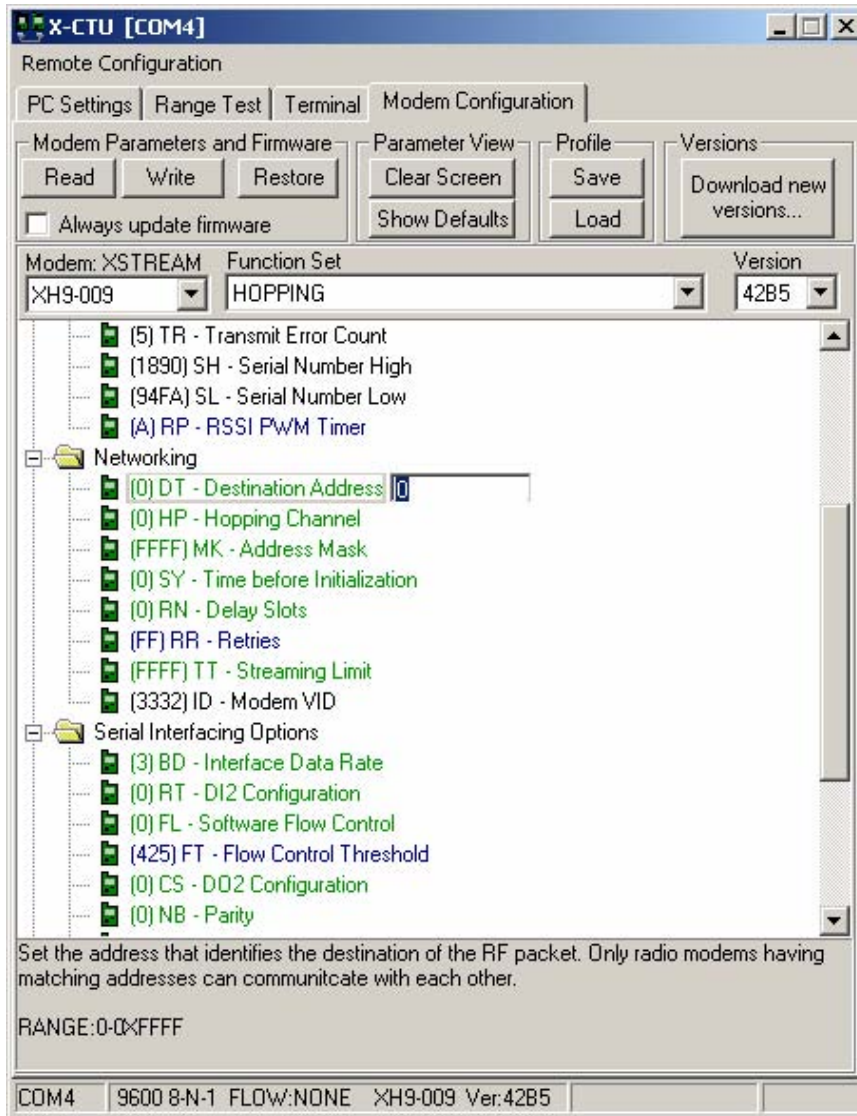 X-CTU [COM4]
Remote Configuration
PC Settings Range Test Terminal Modem Configuration
Modem Parameters and Firmware Parameter View Profile Versions
Read Write Restore Clear Screen Save Download new versions...
Always update firmware Show Defaults Load
Modem: XSTREAM Function Set Version
XH9-009 HOPPING 42B5
(5) TR - Transmit Error Count
(1890) SH - Serial Number High
(94FA) SL - Serial Number Low
(A) RP - RSSI PWM Timer
Networking
(0) DT - Destination Address 0
(0) HP - Hopping Channel
(FFFF) MK - Address Mask
(0) SY - Time before Initialization
(0) RN - Delay Slots
(FF) RR - Retries
(FFFF) TT - Streaming Limit
(3332) ID - Modem VID
Serial Interfacing Options
(3) BD - Interface Data Rate
(0) RT - DI2 Configuration
(0) FL - Software Flow Control
(425) FT - Flow Control Threshold
(0) CS - DO2 Configuration
(0) NB - Parity
Set the address that identifies the destination of the RF packet. Only radio modems having
matching addresses can communitcate with each other.
RANGE:0-0XFFFF
COM4 9600 8-N-1 FLOW:NONE XH9-009 Ver:42B5